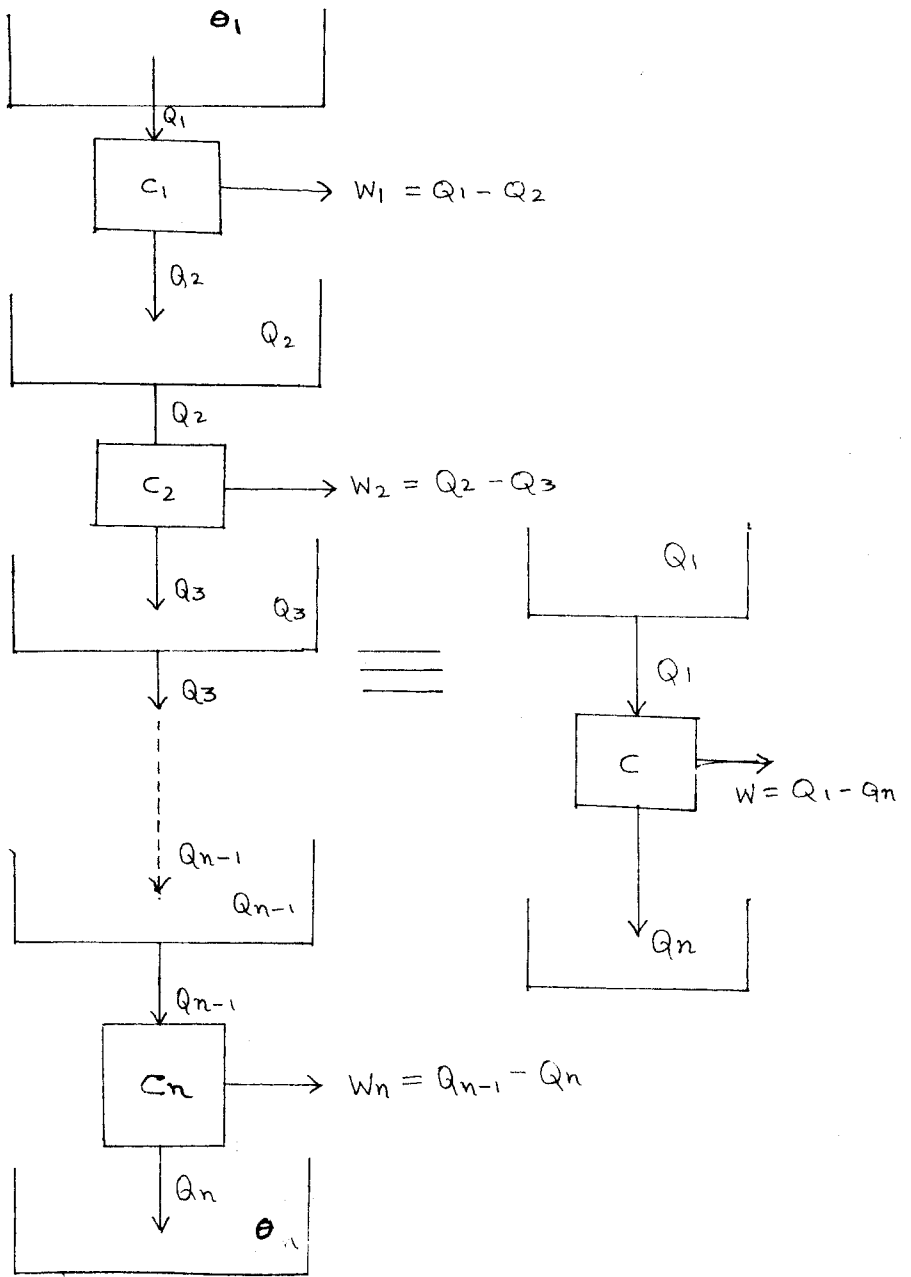 θ1
Q1
C1
W1 = Q1 - Q2
Q2
Q2
Q2
C2
W2 = Q2 - Q3
Q3
Q3
Q3
Qn-1
Qn-1
Qn-1
Cn
Wn = Qn-1 - Qn
Qn
θ
Q1
Q1
C
W = Q1 - Qn
Qn